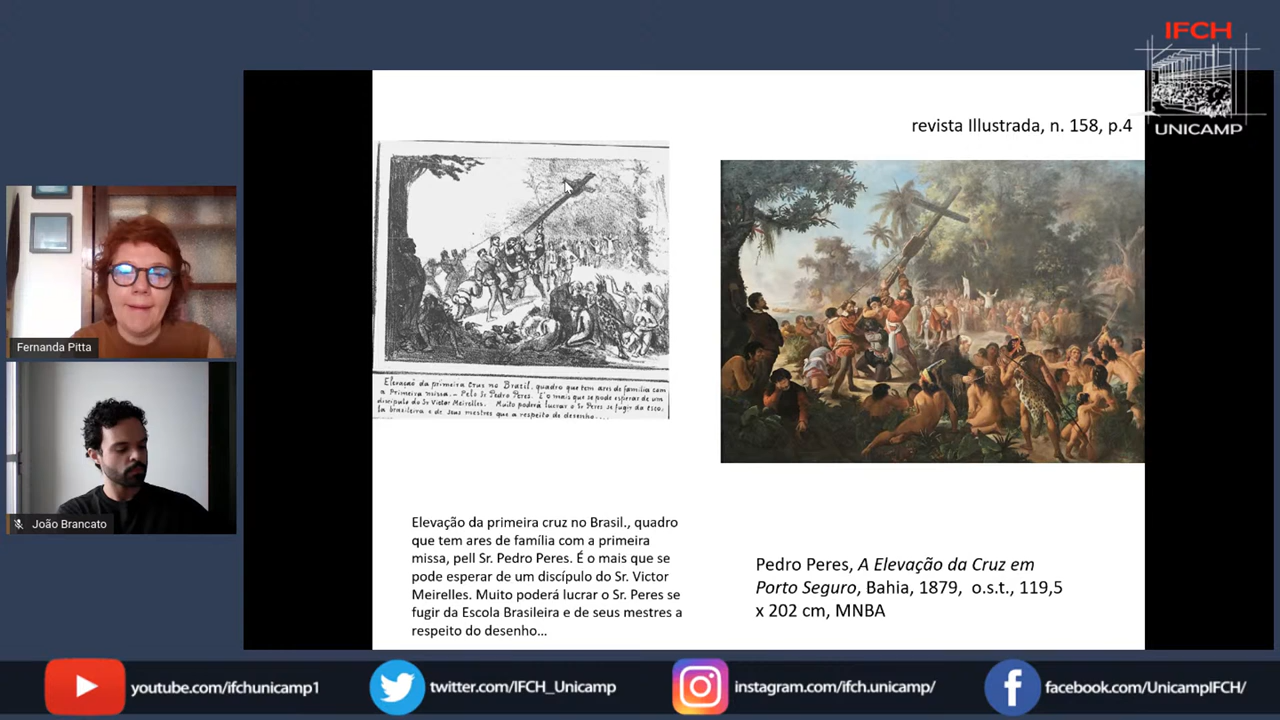 IFCH
UNICAMP
revista Illustrada, n. 158, p.4
Elevação da primeira cruz no Brazil, quadro que tem ares de familia com
a Primeira missa. – Pelo Sr. Pedro Peres. E'o mais que se pode esperar de um
discipulo do Sr Victor Meirelles. Muito poderá lucrar o Sr Peres se fugir da esco,
la brasileira e de seus mestres que a respeito de desenho....
Elevação da primeira cruz no Brasil., quadro
que tem ares de família com a primeira
missa, pell Sr. Pedro Peres. É o mais que se
pode esperar de um discípulo do Sr. Victor
Meirelles. Muito poderá lucrar o Sr. Peres se
fugir da Escola Brasileira e de seus mestres a
respeito do desenho...
Pedro Peres, A Elevação da Cruz em
Porto Seguro, Bahia, 1879, o.s.t., 119,5
x 202 cm, MNBA
Fernanda Pitta
João Brancato
youtube.com/ifchunicamp1
twitter.com/IFCH_Unicamp
instagram.com/ifch.unicamp/
facebook.com/UnicampIFCH/